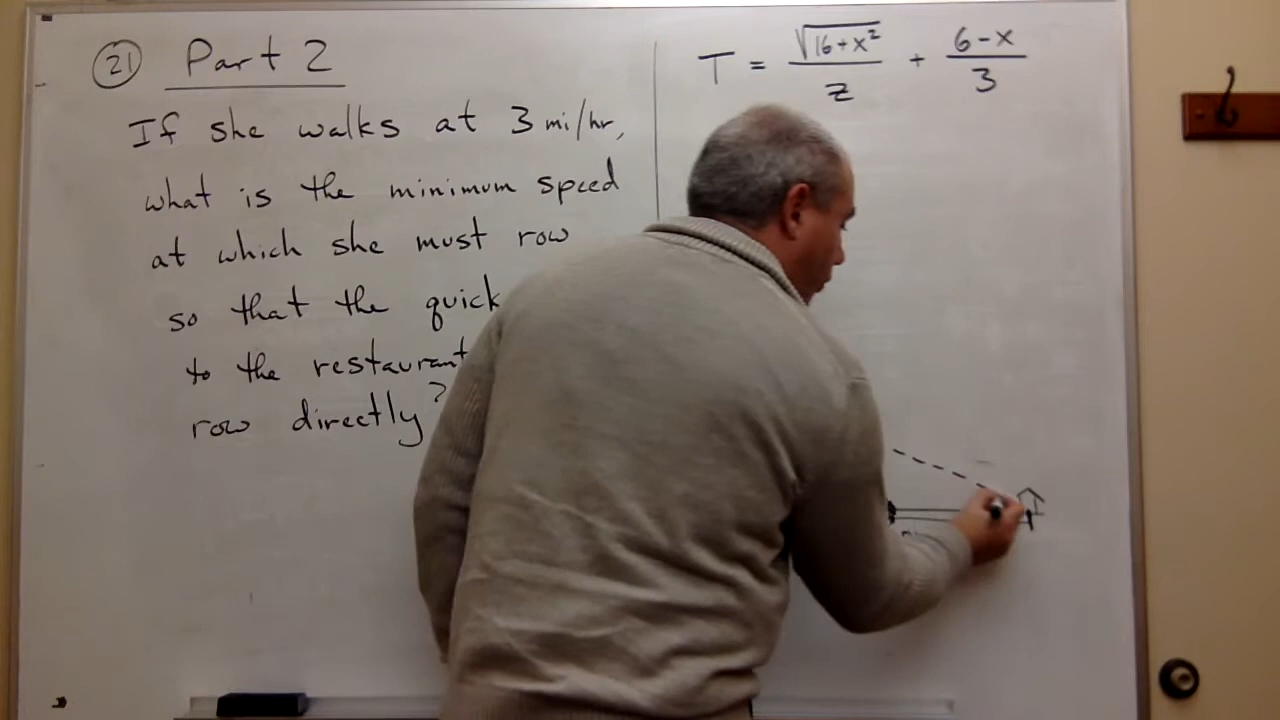 21 Part 2
If she walks at 3 mi/hr,
what is the minimum speed
at which she must row
so that the quick
to the restaurant
row directly?
T = √(16+x²)/2 + (6-x)/3